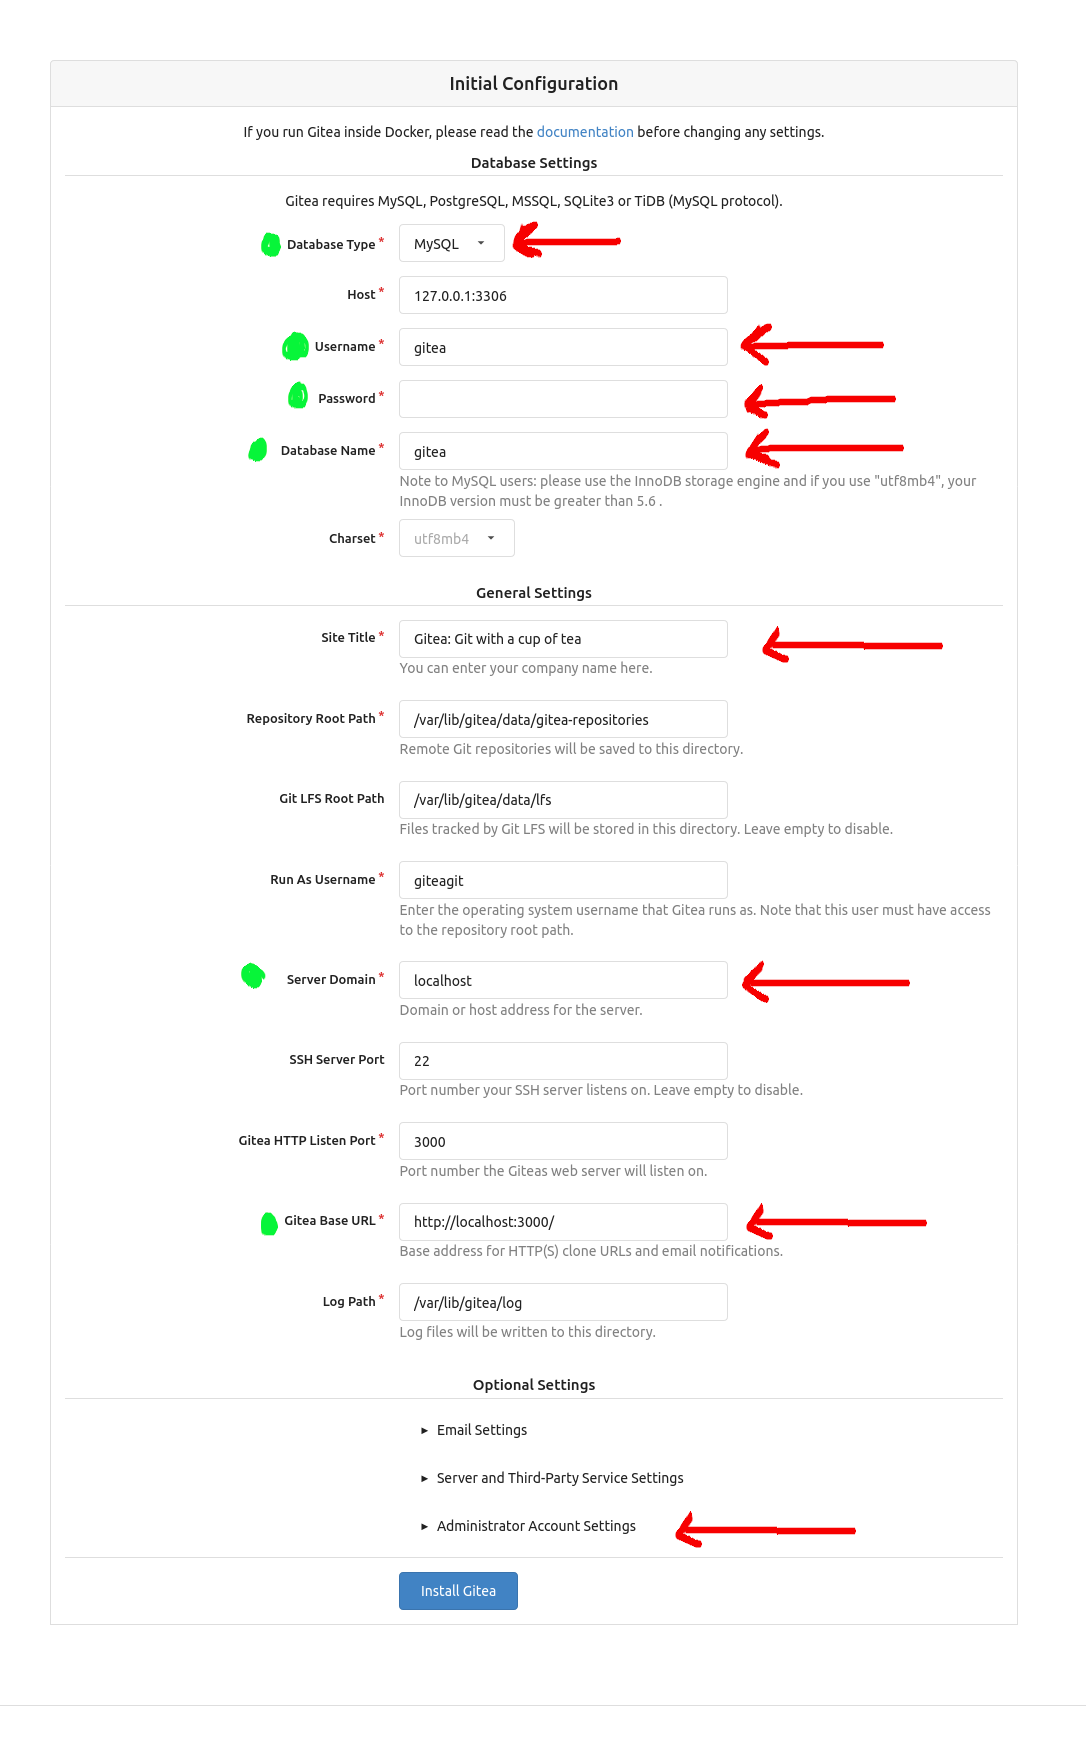 Initial Configuration
If you run Gitea inside Docker, please read the documentation before changing any settings.
Database Settings
Gitea requires MySQL, PostgreSQL, MSSQL, SQLite3 or TiDB (MySQL protocol).
Database Type * MySQL
Host * 127.0.0.1:3306
Username * gitea
Password *
Database Name * gitea
Note to MySQL users: please use the InnoDB storage engine and if you use "utf8mb4", your
InnoDB version must be greater than 5.6 .
Charset * utf8mb4
General Settings
Site Title * Gitea: Git with a cup of tea
You can enter your company name here.
Repository Root Path * /var/lib/gitea/data/gitea-repositories
Remote Git repositories will be saved to this directory.
Git LFS Root Path /var/lib/gitea/data/lfs
Files tracked by Git LFS will be stored in this directory. Leave empty to disable.
Run As Username * giteagit
Enter the operating system username that Gitea runs as. Note that this user must have access
to the repository root path.
Server Domain * localhost
Domain or host address for the server.
SSH Server Port 22
Port number your SSH server listens on. Leave empty to disable.
Gitea HTTP Listen Port * 3000
Port number the Giteas web server will listen on.
Gitea Base URL * http://localhost:3000/
Base address for HTTP(S) clone URLs and email notifications.
Log Path * /var/lib/gitea/log
Log files will be written to this directory.
Optional Settings
Email Settings
Server and Third-Party Service Settings
Administrator Account Settings
Install Gitea